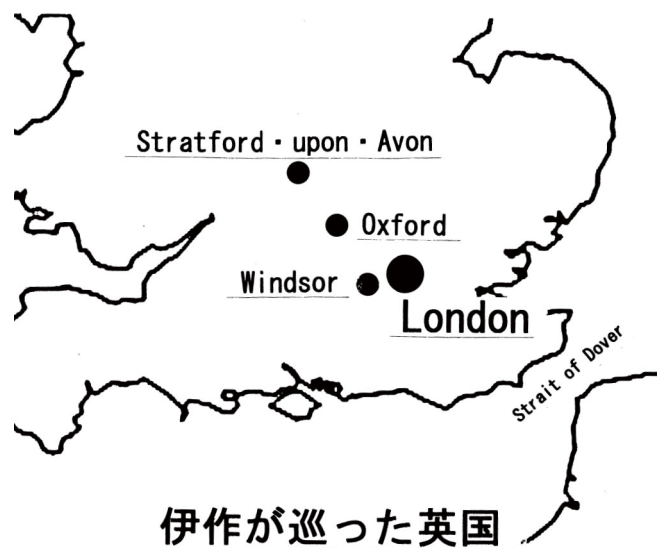 Stratford・upon・Avon
Oxford
Windsor
London
Strait of Dover
伊作が巡った英国